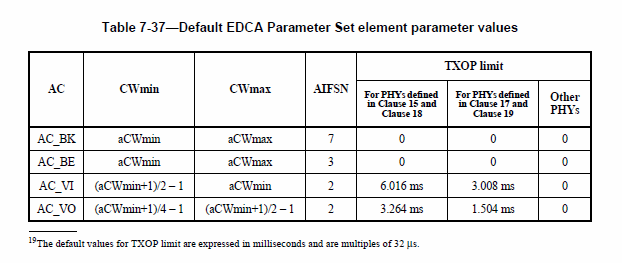 Table 7-37—Default EDCA Parameter Set element parameter values
AC CWmin CWmax AIFSN TXOP limit
For PHYs defined in Clause 15 and Clause 18 For PHYs defined in Clause 17 and Clause 19 Other PHYs
AC_BK aCWmin aCWmax 7 0 0 0
AC_BE aCWmin aCWmax 3 0 0 0
AC_VI (aCWmin+1)/2 – 1 aCWmin 2 6.016 ms 3.008 ms 0
AC_VO (aCWmin+1)/4 – 1 (aCWmin+1)/2 – 1 2 3.264 ms 1.504 ms 0
19The default values for TXOP limit are expressed in milliseconds and are multiples of 32 μs.